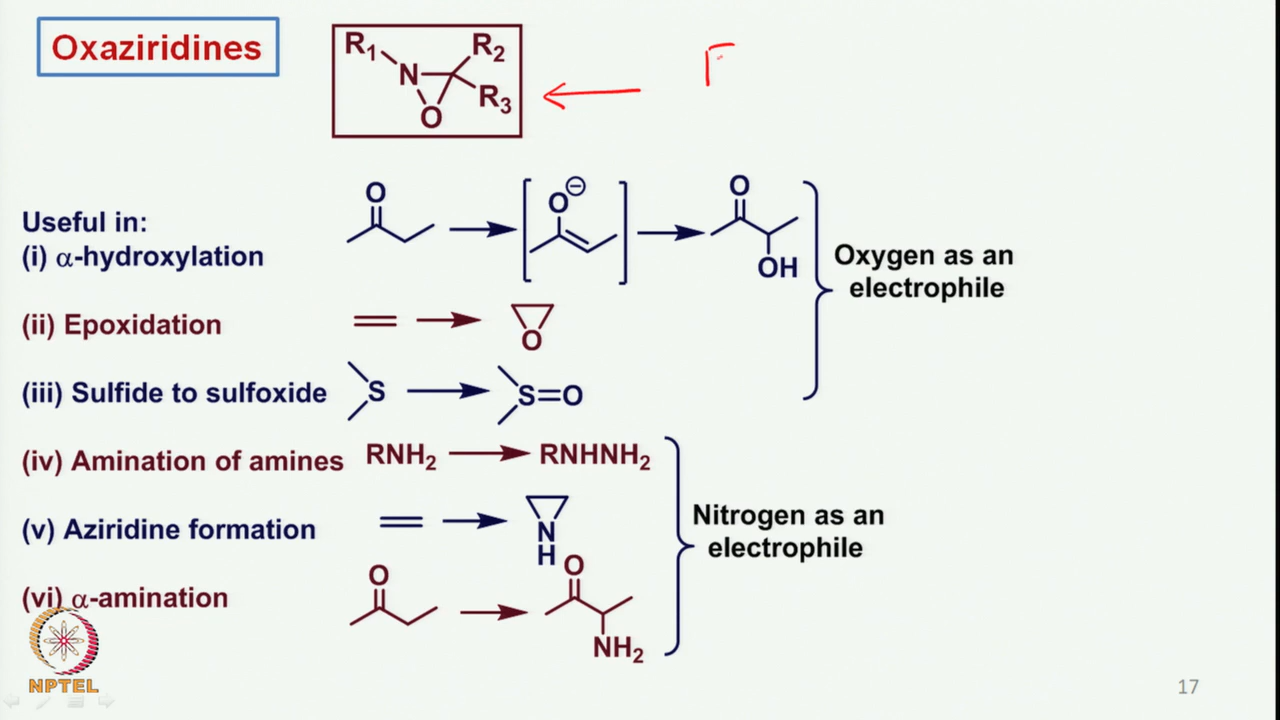 Oxaziridines
R1 R2
N
R3
O
Useful in:
(i) α-hydroxylation
O O⊖ O
OH
Oxygen as an
electrophile
(ii) Epoxidation
O
(iii) Sulfide to sulfoxide
S S=O
(iv) Amination of amines RNH2 RNHNH2
(v) Aziridine formation
N
H
Nitrogen as an
electrophile
(vi) α-amination
O O
NH2
NPTEL
17